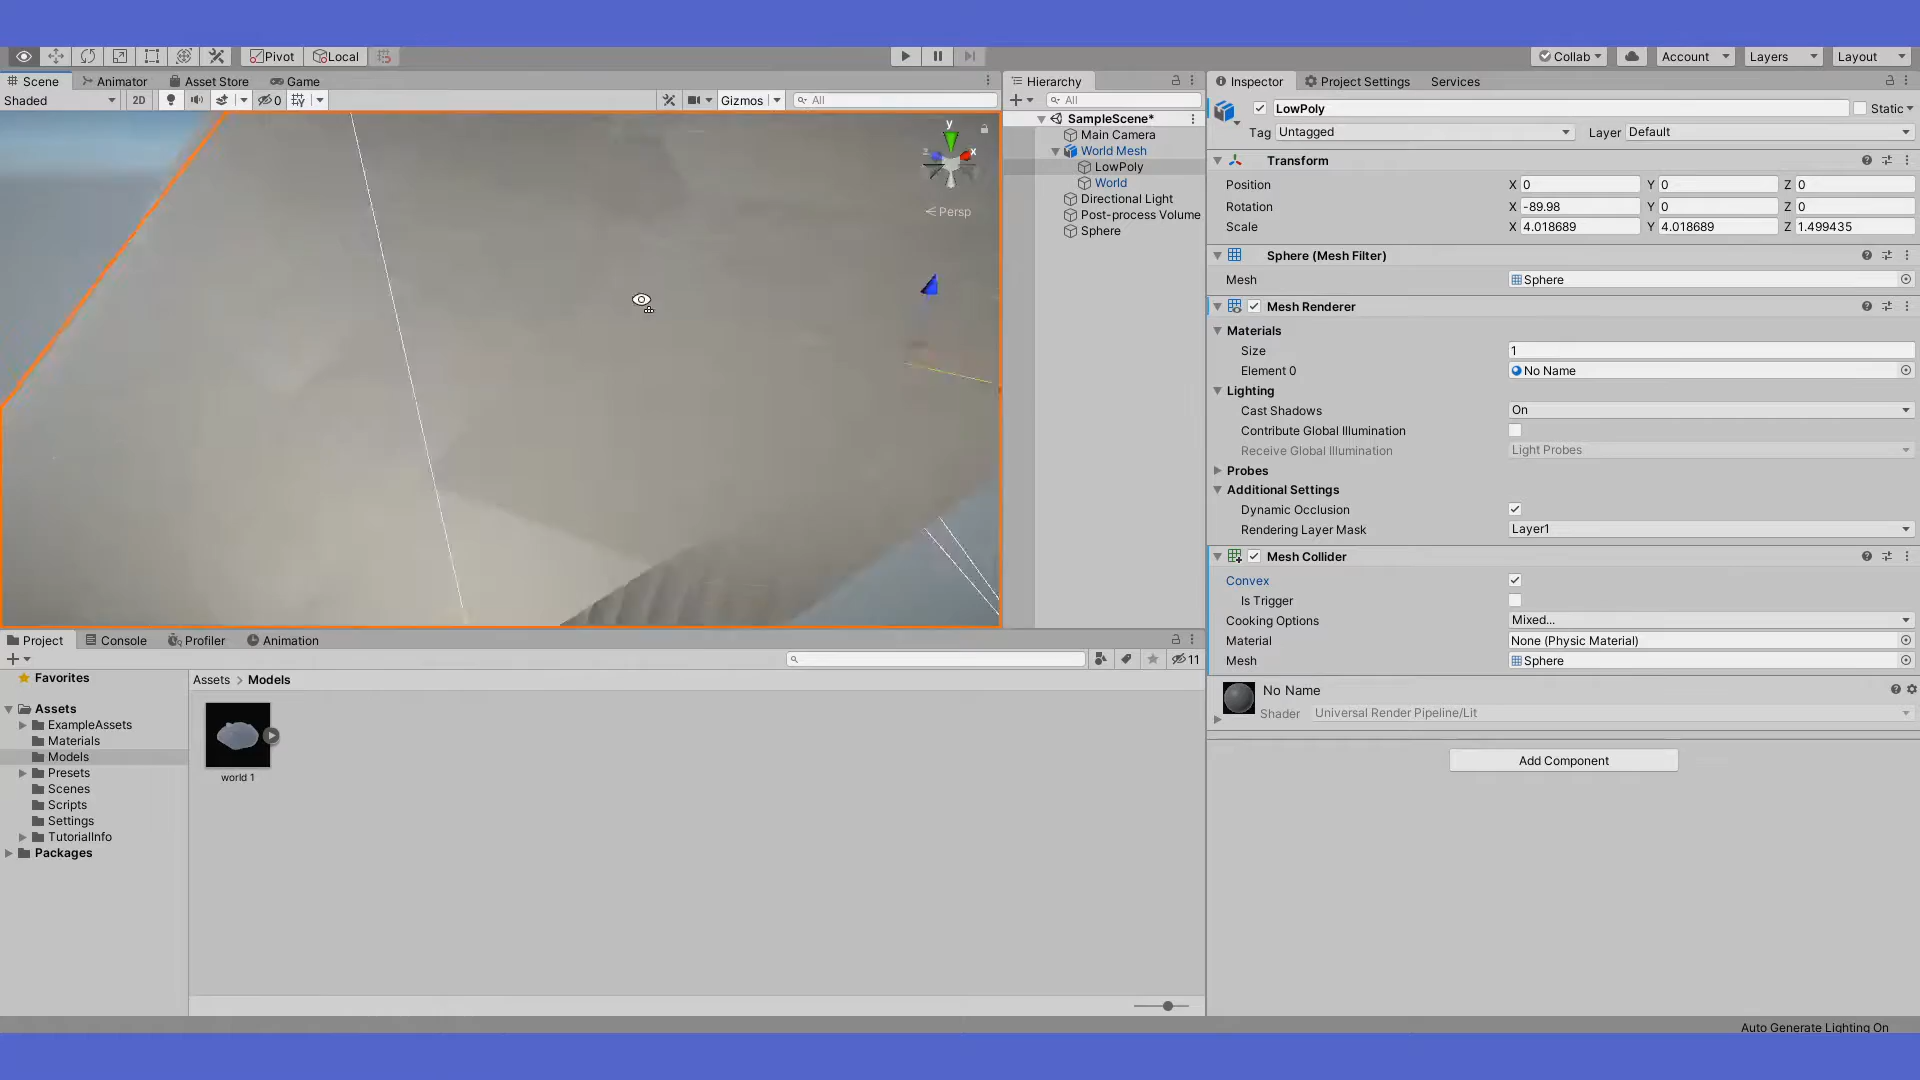 Pivot Local Collab Account Layers Layout
Scene Animator Asset Store Game
Shaded 2D 0 Gizmos All
y
x
z
Persp
Hierarchy
All
SampleScene*
Main Camera
World Mesh
LowPoly
World
Directional Light
Post-process Volume
Sphere
Inspector Project Settings Services
LowPoly Static
Tag Untagged Layer Default
Transform
Position X 0 Y 0 Z 0
Rotation X -89.98 Y 0 Z 0
Scale X 4.018689 Y 4.018689 Z 1.499435
Sphere (Mesh Filter)
Mesh Sphere
Mesh Renderer
Materials
Size 1
Element 0 No Name
Lighting
Cast Shadows On
Contribute Global Illumination
Receive Global Illumination Light Probes
Probes
Additional Settings
Dynamic Occlusion
Rendering Layer Mask Layer1
Mesh Collider
Convex
Is Trigger
Cooking Options Mixed...
Material None (Physic Material)
Mesh Sphere
No Name
Shader Universal Render Pipeline/Lit
Add Component
Project Console Profiler Animation
11
Favorites
Assets
ExampleAssets
Materials
Models
Presets
Scenes
Scripts
Settings
TutorialInfo
Packages
Assets > Models
world 1
Auto Generate Lighting On